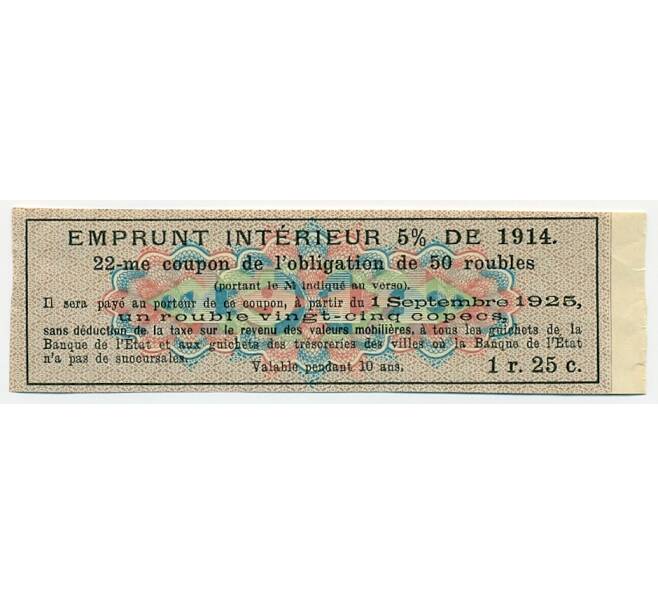 EMPRUNT INTÉRIEUR 5% DE 1914.
22-me coupon de l'obligation de 50 roubles
(portant le № indiqué au verso).
Il sera payé au porteur de ce coupon, à partir du 1 Septembre 1925,
un rouble vingt-cinq copecs,
sans déduction de la taxe sur le revenu des valeurs mobilières, à tous les guichets de la
Banque de l'Etat et aux guichets des trésoreries des villes où la Banque de l'Etat
n'a pas de succursales.
Valable pendant 10 ans.
1 r. 25 c.